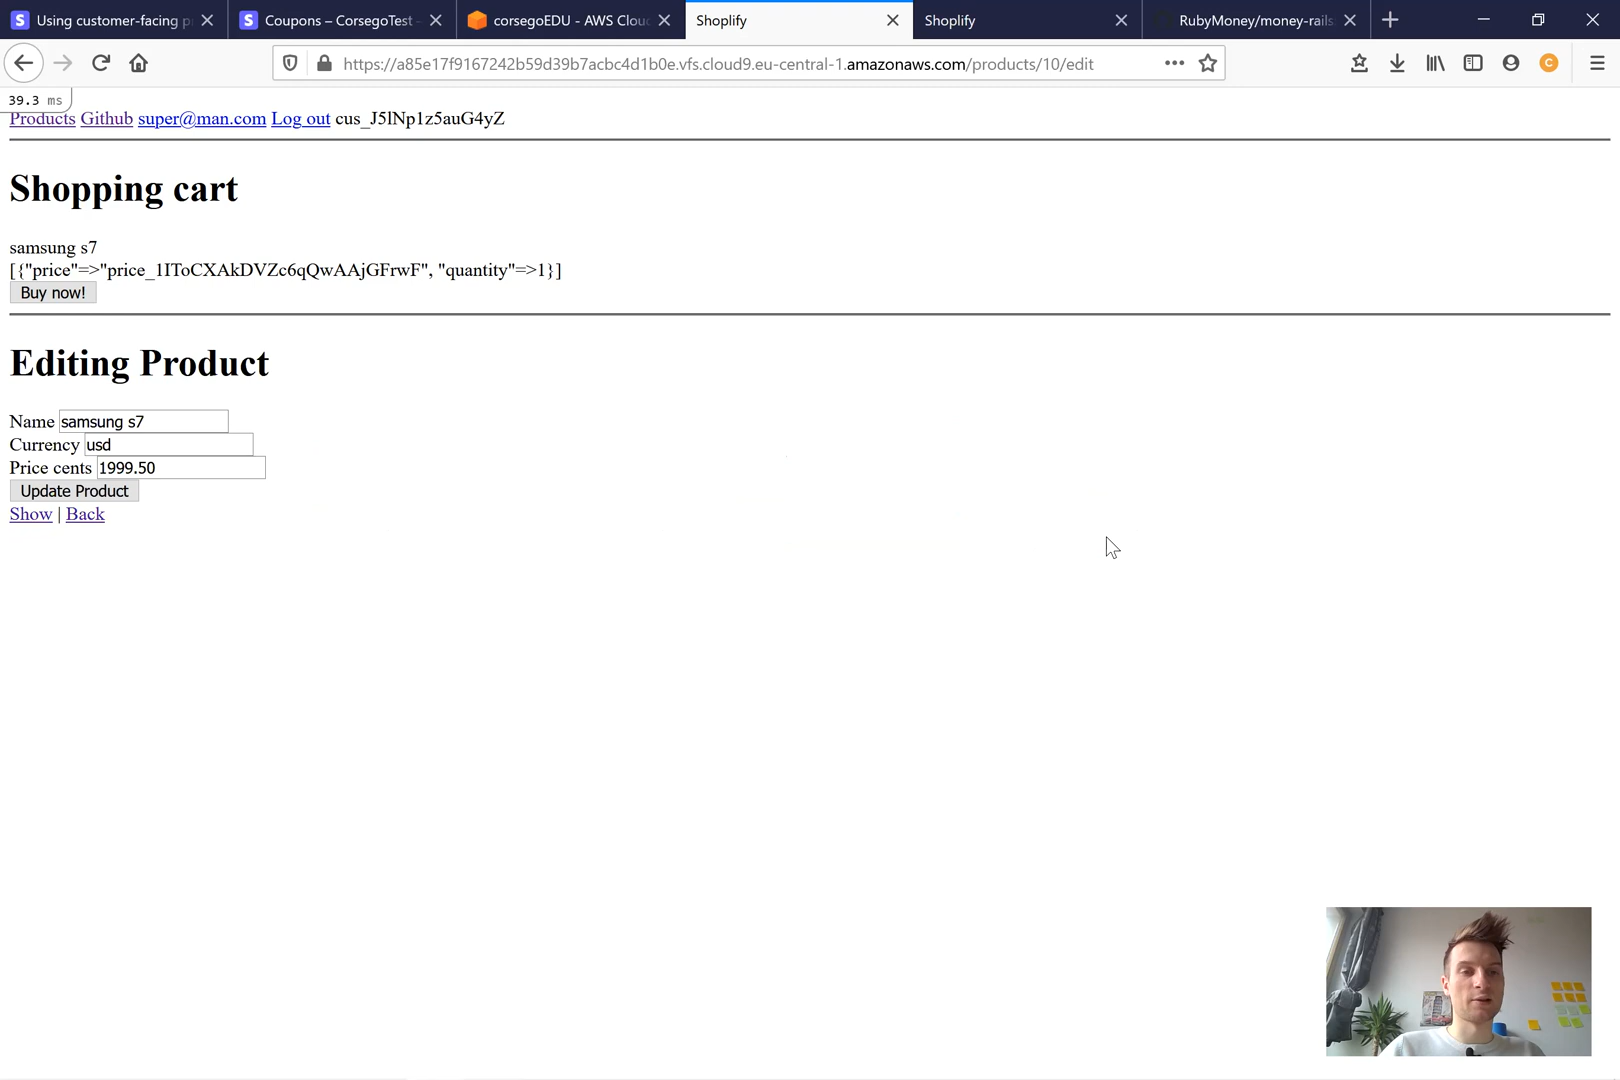 Using customer-facing p
Coupons – CorsegoTest -
corsegoEDU - AWS Clou
Shoplify
Shoplify
RubyMoney/money-rails
https://a85e17f9167242b59d39b7acbc4d1b0e.vfs.cloud9.eu-central-1.amazonaws.com/products/10/edit
C
39.3 ms
Products Github super@man.com Log out cus_J5lNp1z5auG4yZ
Shopping cart
samsung s7
[{"price"=>"price_1IToCXAkDVZc6qQwAAjGFrwF", "quantity"=>1}]
Buy now!
Editing Product
Name samsung s7
Currency usd
Price cents 1999.50
Update Product
Show | Back